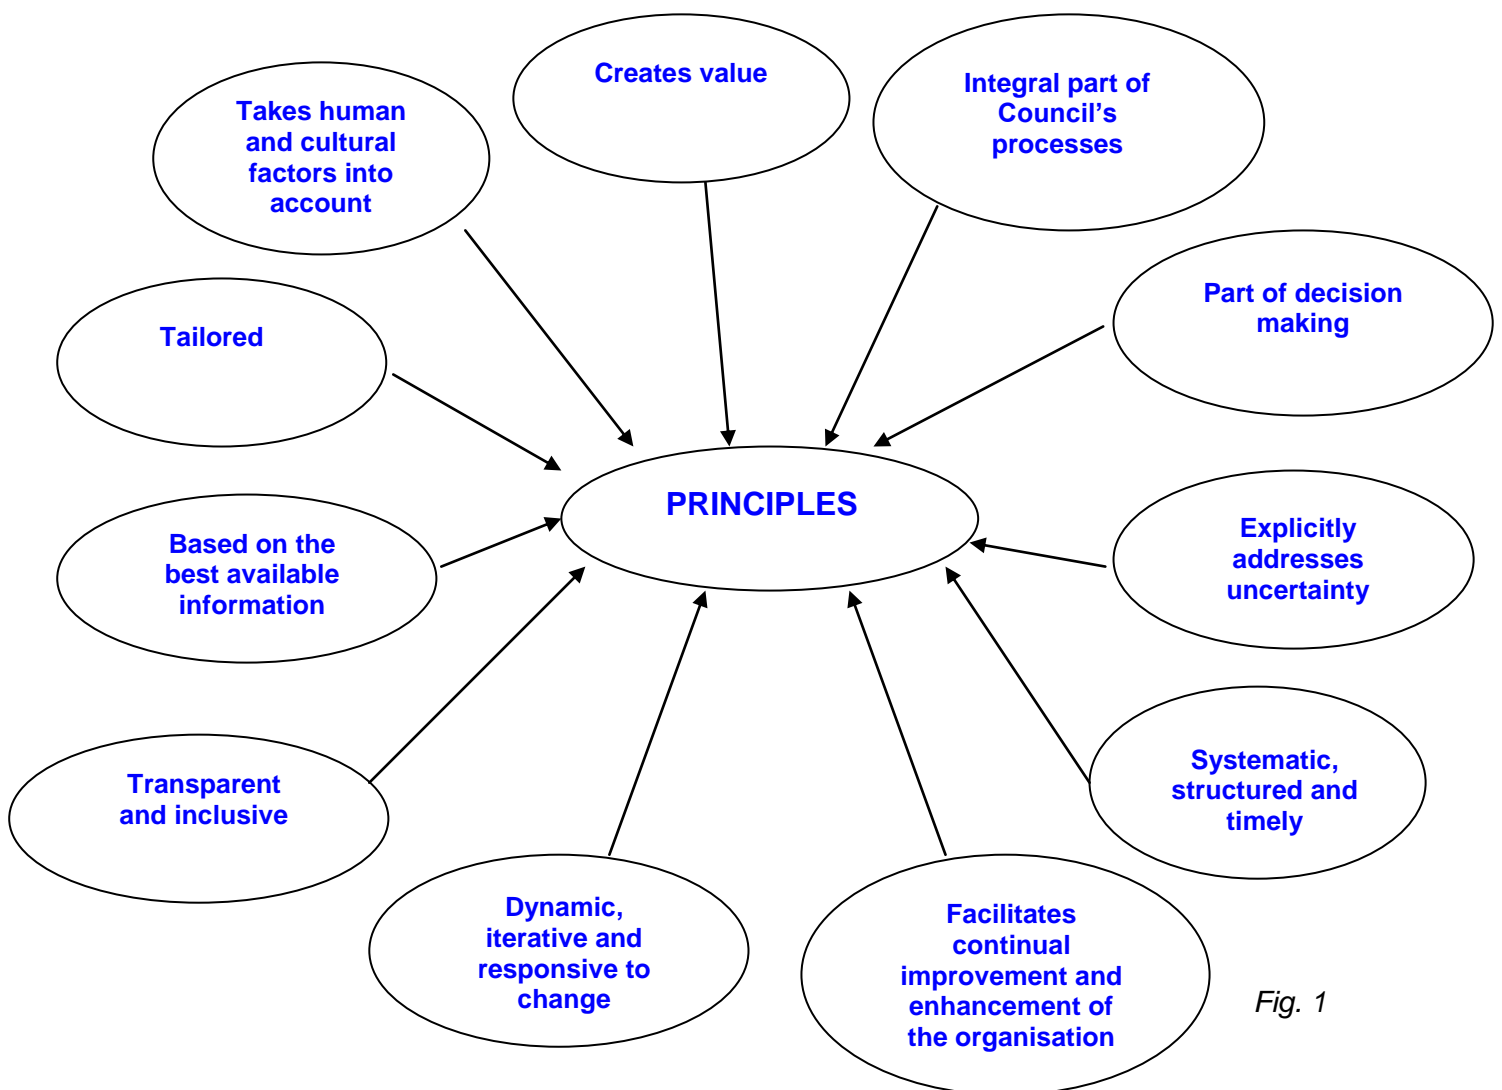 Creates value
Integral part of
Council's
processes
Takes human
and cultural
factors into
account
Part of decision
making
Tailored
PRINCIPLES
Based on the
best available
information
Explicitly
addresses
uncertainty
Transparent
and inclusive
Systematic,
structured and
timely
Dynamic,
iterative and
responsive to
change
Facilitates
continual
improvement and
enhancement of
the organisation
Fig. 1